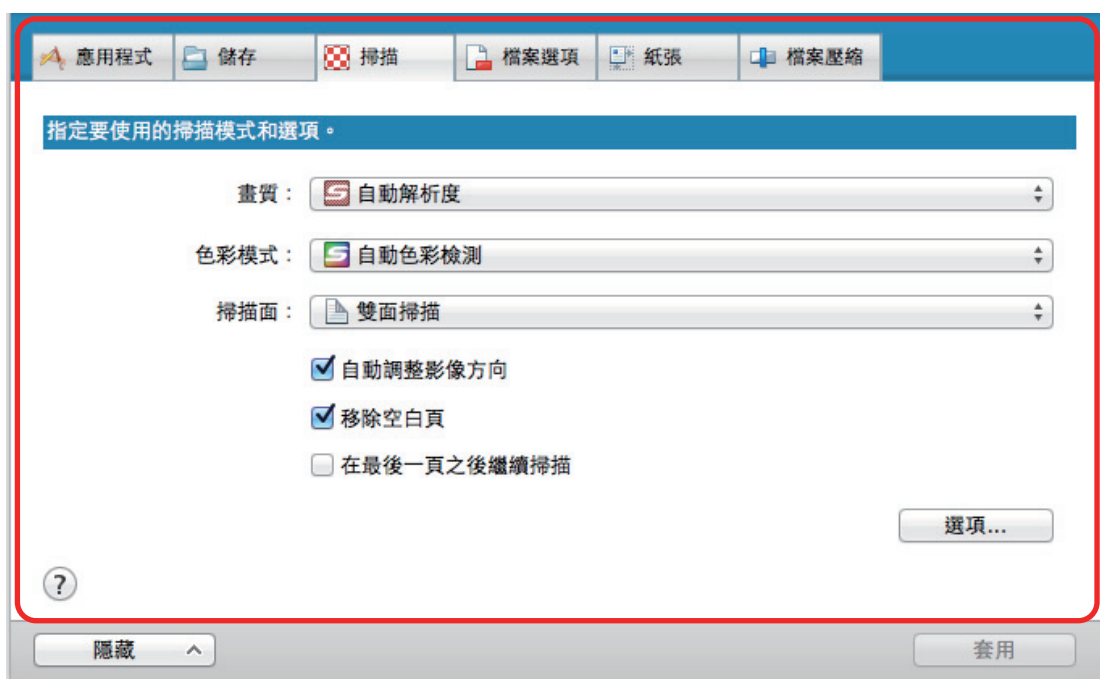 應用程式 儲存 掃描 檔案選項 紙張 檔案壓縮
指定要使用的掃描模式和選項。
畫質： 自動解析度
色彩模式： 自動色彩檢測
掃描面： 雙面掃描
自動調整影像方向
移除空白頁
在最後一頁之後繼續掃描
選項...
?
隱藏 套用